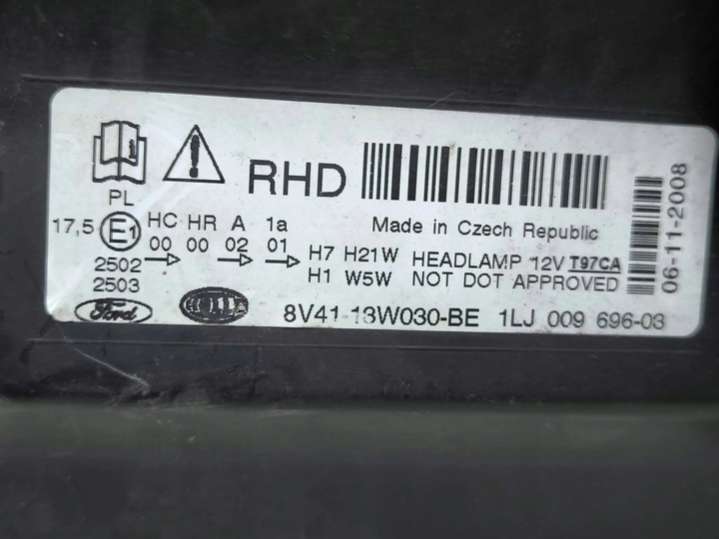 RHD
Made in Czech Republic
PL
17,5 E1 HC HR A 1a
00 00 02 01
2502
2503
H7 H21W HEADLAMP 12V T97CA
H1 W5W NOT DOT APPROVED
Ford HELLA 8V41-13W030-BE 1LJ 009 696-03
06-11-2008